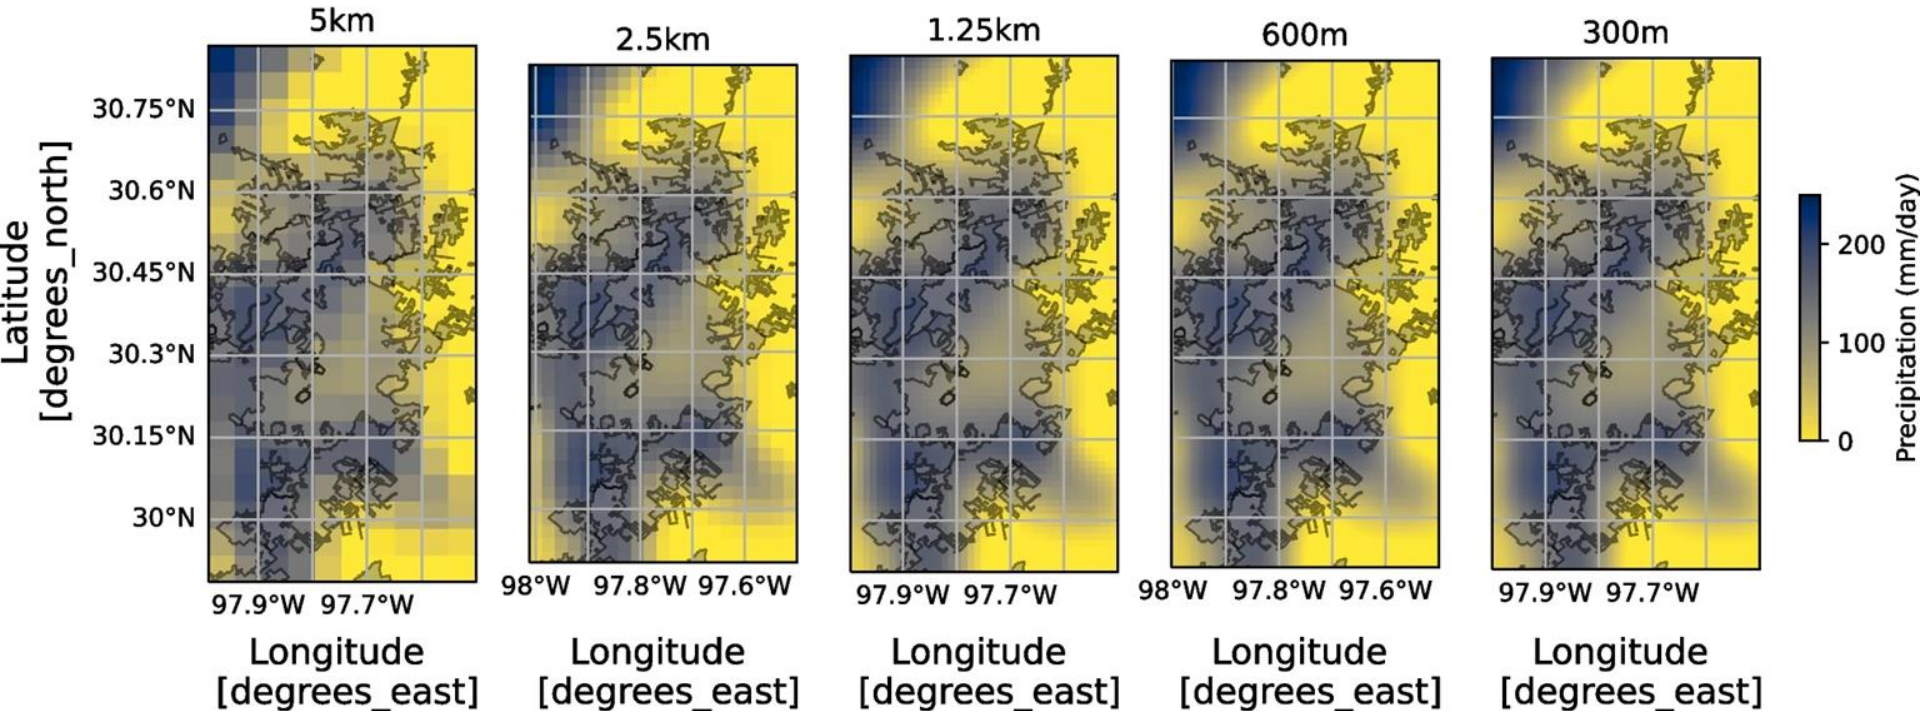 5km
2.5km
1.25km
600m
300m
Latitude
[degrees_north]
30.75°N
30.6°N
30.45°N
30.3°N
30.15°N
30°N
97.9°W 97.7°W
98°W 97.8°W 97.6°W
97.9°W 97.7°W
98°W 97.8°W 97.6°W
97.9°W 97.7°W
Longitude
[degrees_east]
Longitude
[degrees_east]
Longitude
[degrees_east]
Longitude
[degrees_east]
Longitude
[degrees_east]
200
100
0
Precipitation (mm/day)